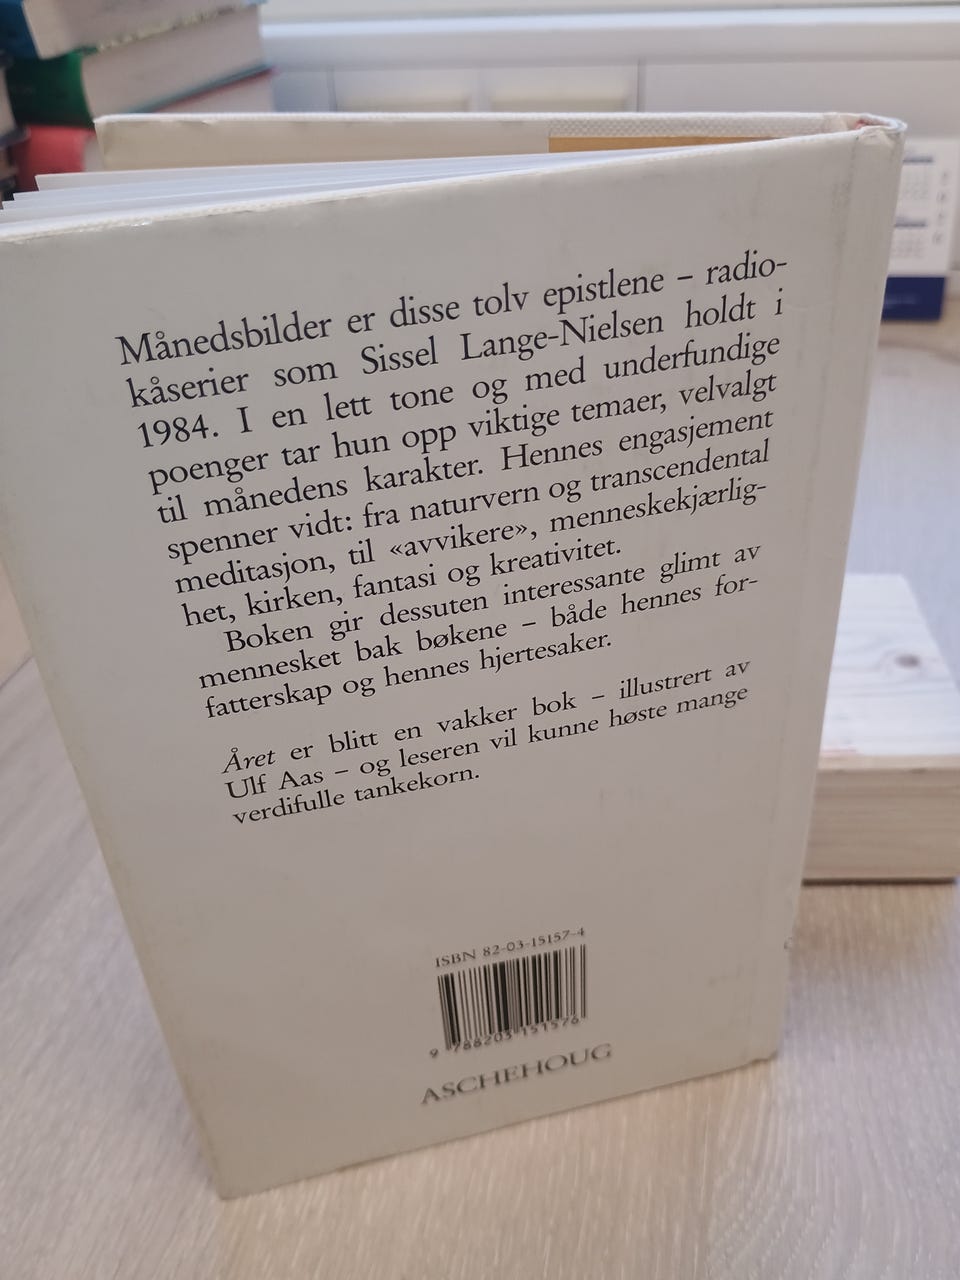 Månedsbilder er disse tolv epistlene – radio-
kåserier som Sissel Lange-Nielsen holdt i
1984. I en lett tone og med underfundige
poenger tar hun opp viktige temaer, velvalgt
til månedens karakter. Hennes engasjement
spenner vidt: fra naturvern og transcendental
meditasjon, til «avvikere», menneskekjærlig-
het, kirken, fantasi og kreativitet.
Boken gir dessuten interessante glimt av
mennesket bak bøkene – både hennes for-
fatterskap og hennes hjertesaker.
Året er blitt en vakker bok – illustrert av
Ulf Aas – og leseren vil kunne høste mange
verdifulle tankekorn.
ISBN 82-03-15157-4
9 788203 151576
ASCHEHOUG